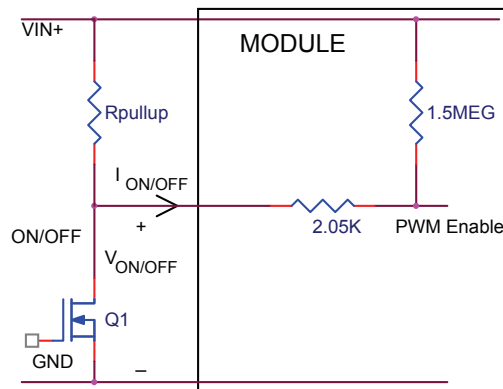 VIN+
MODULE
Rpullup
1.5MEG
I ON/OFF
+
2.05K
PWM Enable
ON/OFF
V ON/OFF
Q1
GND
–